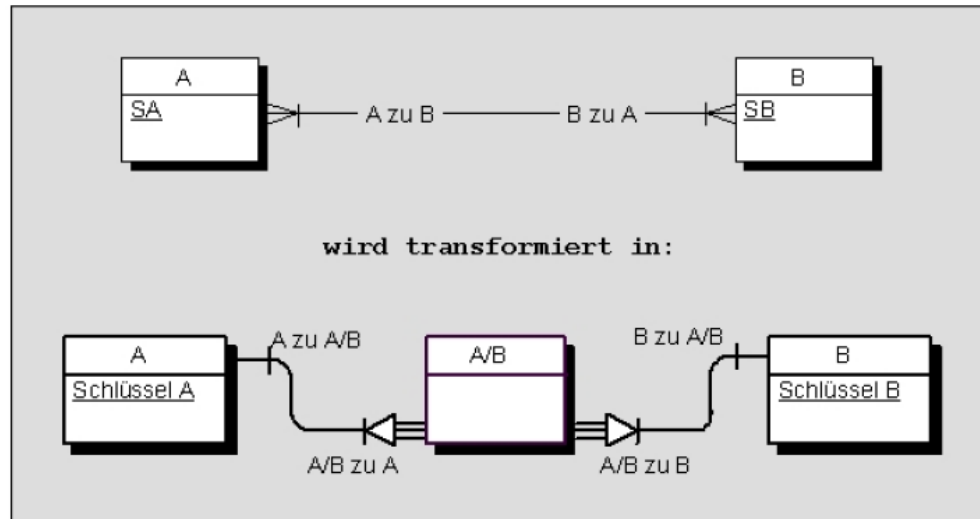 A
SA
A zu B
B zu A
B
SB
wird transformiert in:
A
Schlüssel A
A zu A/B
A/B zu A
A/B
B zu A/B
A/B zu B
B
Schlüssel B